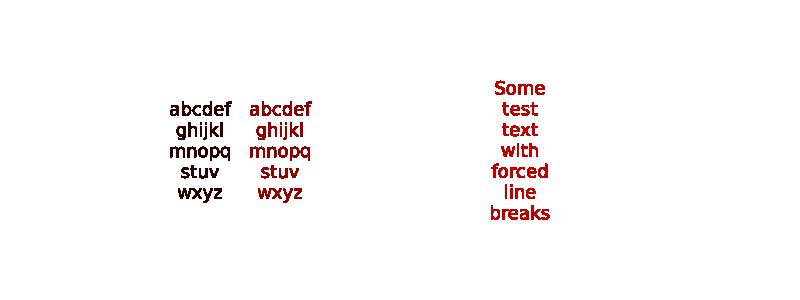 abcdef
ghijkl
mnopq
stuv
wxyz
abcdef
ghijkl
mnopq
stuv
wxyz
Some
test
text
with
forced
line
breaks